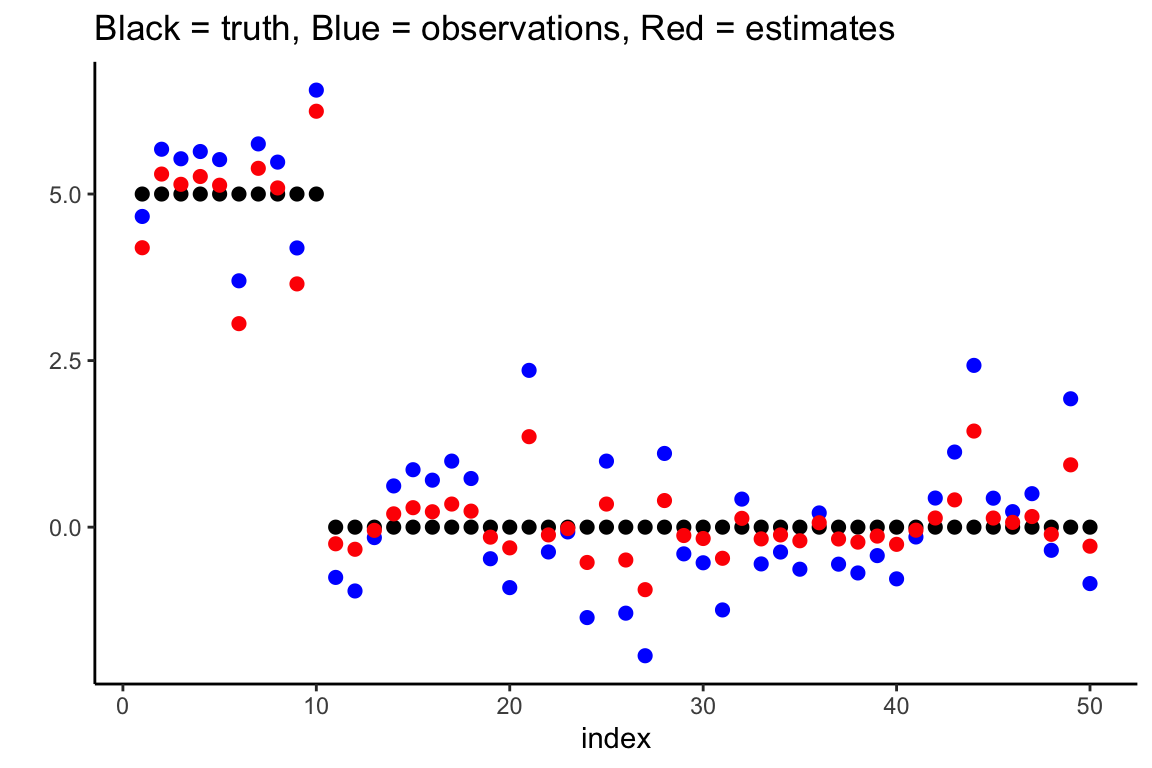 Black = truth, Blue = observations, Red = estimates
5.0
2.5
0.0
0 10 20 30 40 50
index